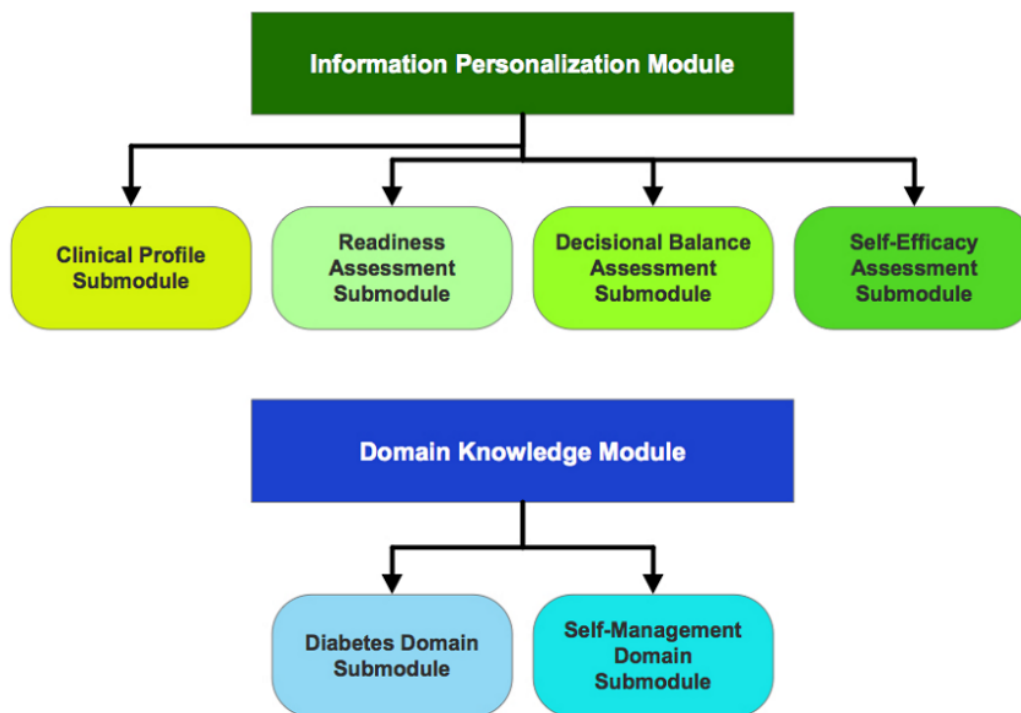 Information Personalization Module
Clinical Profile
Submodule
Readiness
Assessment
Submodule
Decisional Balance
Assessment
Submodule
Self-Efficacy
Assessment
Submodule
Domain Knowledge Module
Diabetes Domain
Submodule
Self-Management
Domain
Submodule